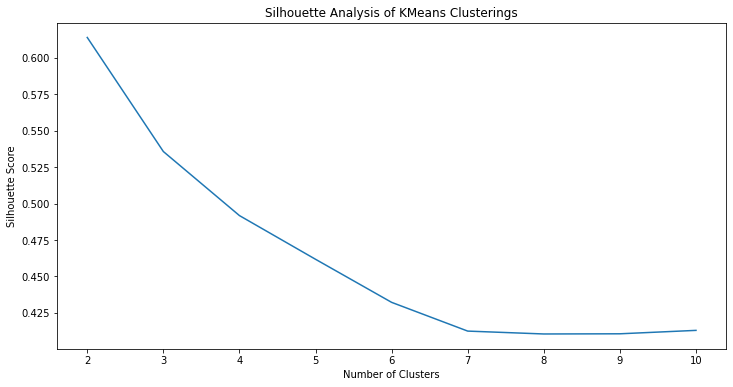 Silhouette Analysis of KMeans Clusterings
0.600
0.575
0.550
0.525
0.500
0.475
0.450
0.425
Silhouette Score
2 3 4 5 6 7 8 9 10
Number of Clusters